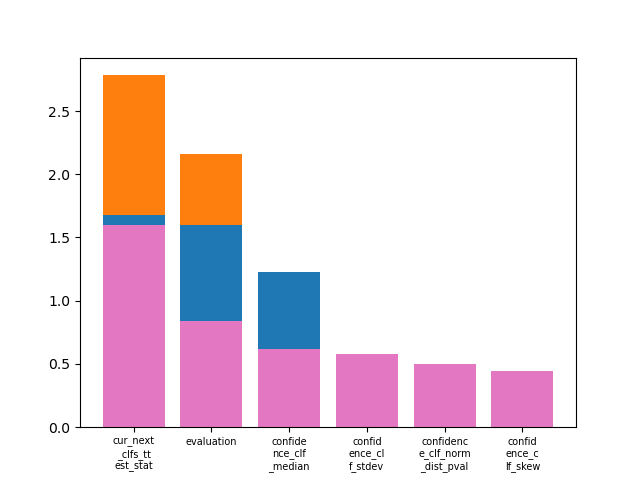 2.5
2.0
1.5
1.0
0.5
0.0
cur_next
_clfs_tt
est_stat
evaluation
confide
nce_clf
_median
confid
ence_cl
f_stdev
confidenc
e_clf_norm
_dist_pval
confid
ence_c
lf_skew